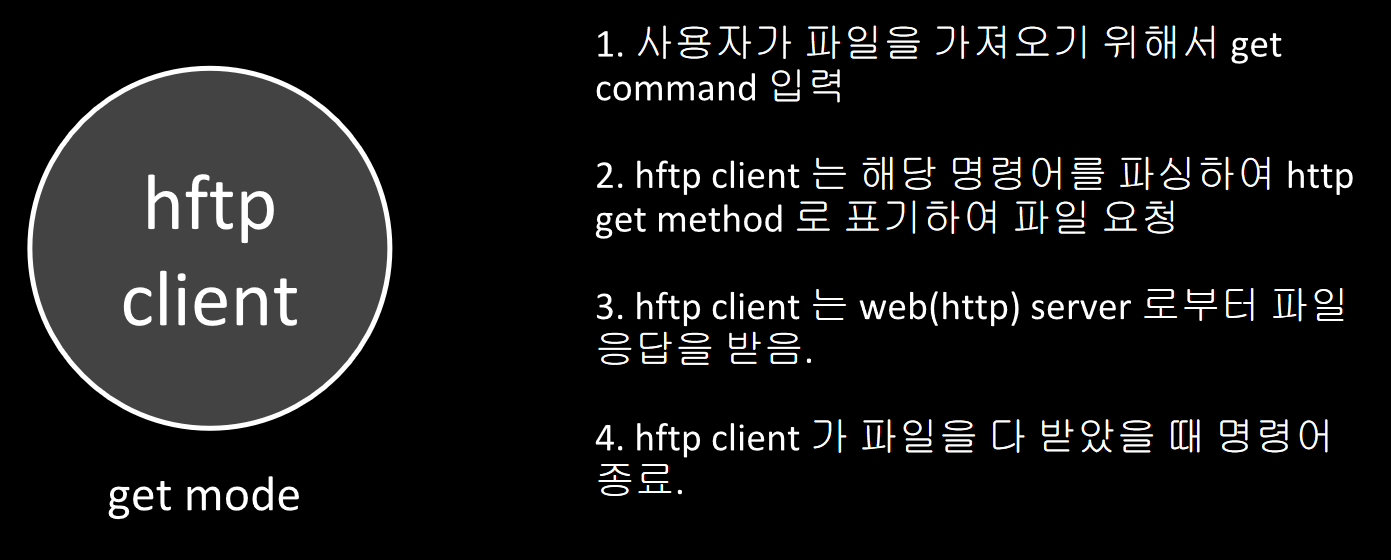 hftp
client
get mode
1. 사용자가 파일을 가져오기 위해서 get
command 입력
2. hftp client 는 해당 명령어를 파싱하여 http
get method 로 표기하여 파일 요청
3. hftp client 는 web(http) server 로부터 파일
응답을 받음.
4. hftp client 가 파일을 다 받았을 때 명령어
종료.